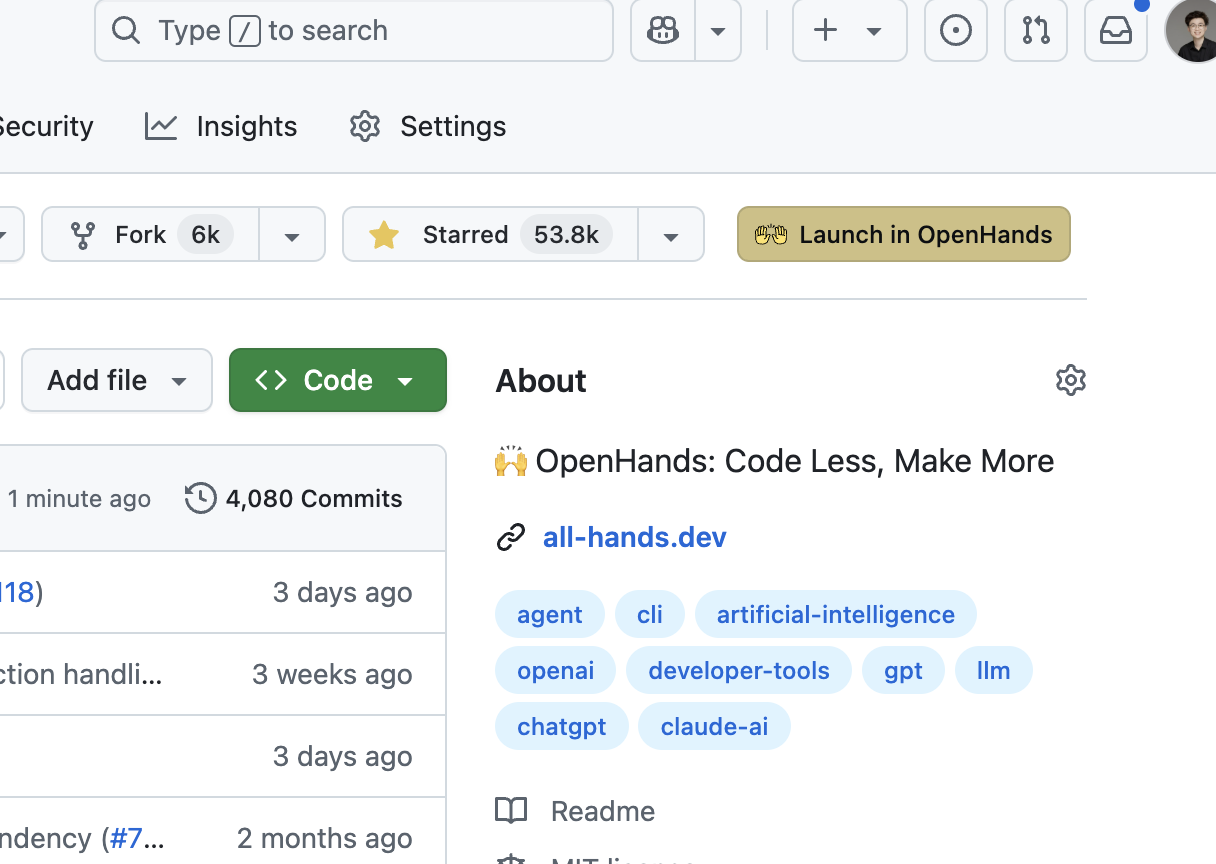 Type / to search
Security Insights Settings
Fork 6k Starred 53.8k Launch in OpenHands
Add file Code
About
OpenHands: Code Less, Make More
1 minute ago 4,080 Commits
all-hands.dev
118) 3 days ago
agent cli artificial-intelligence
openai developer-tools gpt llm
ction handli... 3 weeks ago
chatgpt claude-ai
3 days ago
Readme
ndency (#7... 2 months ago
MIT license